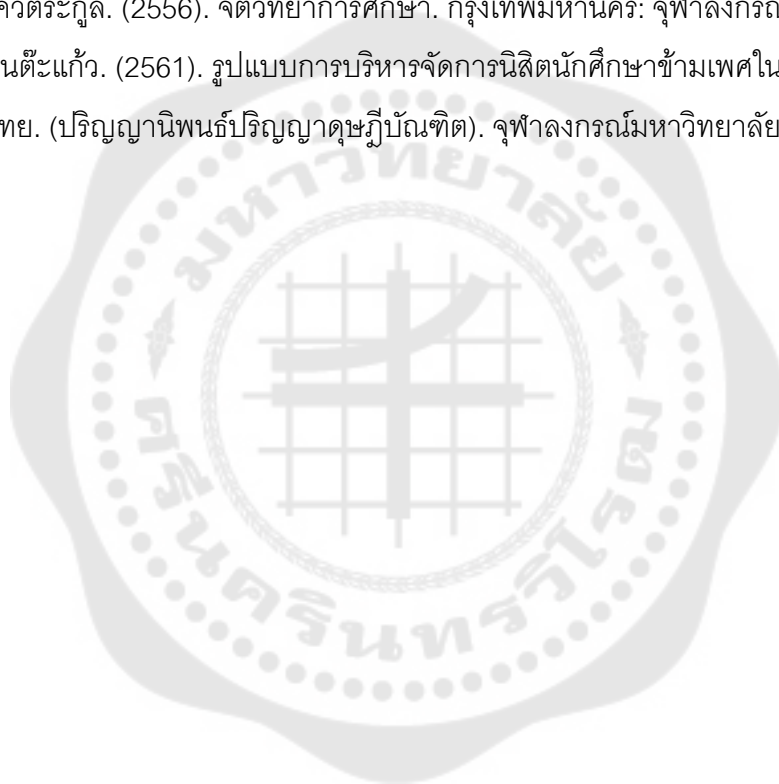 ควตระกูล. (2556). จิตวิทยาการศึกษา. กรุงเทพมหานคร: จุฬาลงกรณ์
นต๊ะแก้ว. (2561). รูปแบบการบริหารจัดการนิสิตนักศึกษาข้ามเพศใน
ทย. (ปริญญานิพนธ์ปริญญาดุษฎีบัณฑิต). จุฬาลงกรณ์มหาวิทยาลัย
มหาวิทยาลัย
ศรีนครินทรวิโรฒ